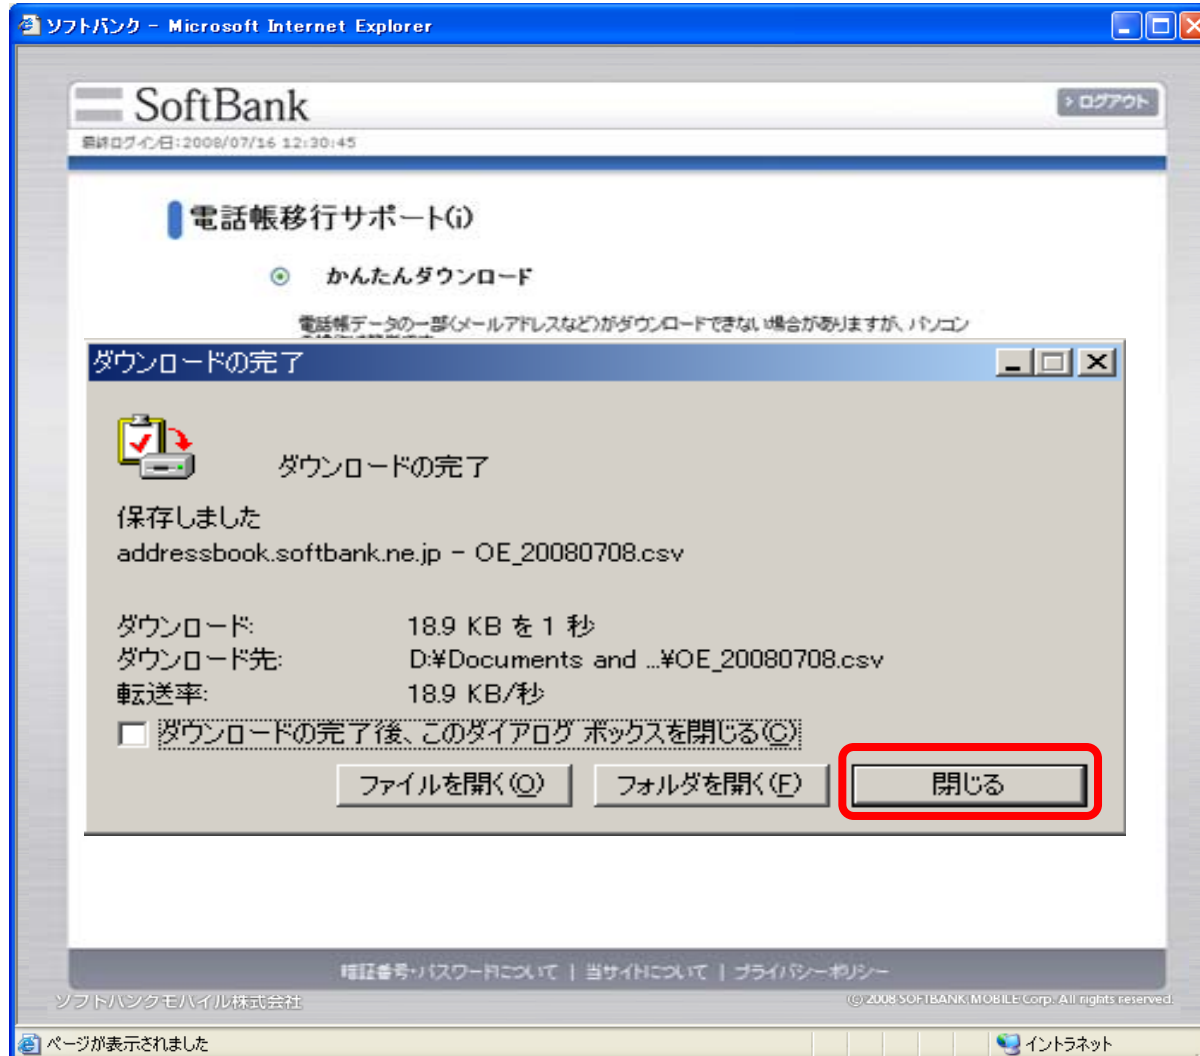 ソフトバンク - Microsoft Internet Explorer
SoftBank
ログアウト
最終ログイン日:2008/07/16 12:30:45
電話帳移行サポート(i)
かんたんダウンロード
電話帳データの一部(メールアドレスなど)がダウンロードできない場合がありますが、パソコン
ダウンロードの完了
ダウンロードの完了
保存しました
addressbook.softbank.ne.jp - OE_20080708.csv
ダウンロード: 18.9 KB を 1 秒
ダウンロード先: D:¥Documents and ...¥OE_20080708.csv
転送率: 18.9 KB/秒
ダウンロードの完了後、このダイアログ ボックスを閉じる(C)
ファイルを開く(O) フォルダを開く(F) 閉じる
暗証番号・パスワードについて | 当サイトについて | プライバシーポリシー
ソフトバンクモバイル株式会社
(C) 2008 SOFTBANK MOBILE Corp. All rights reserved.
ページが表示されました
イントラネット